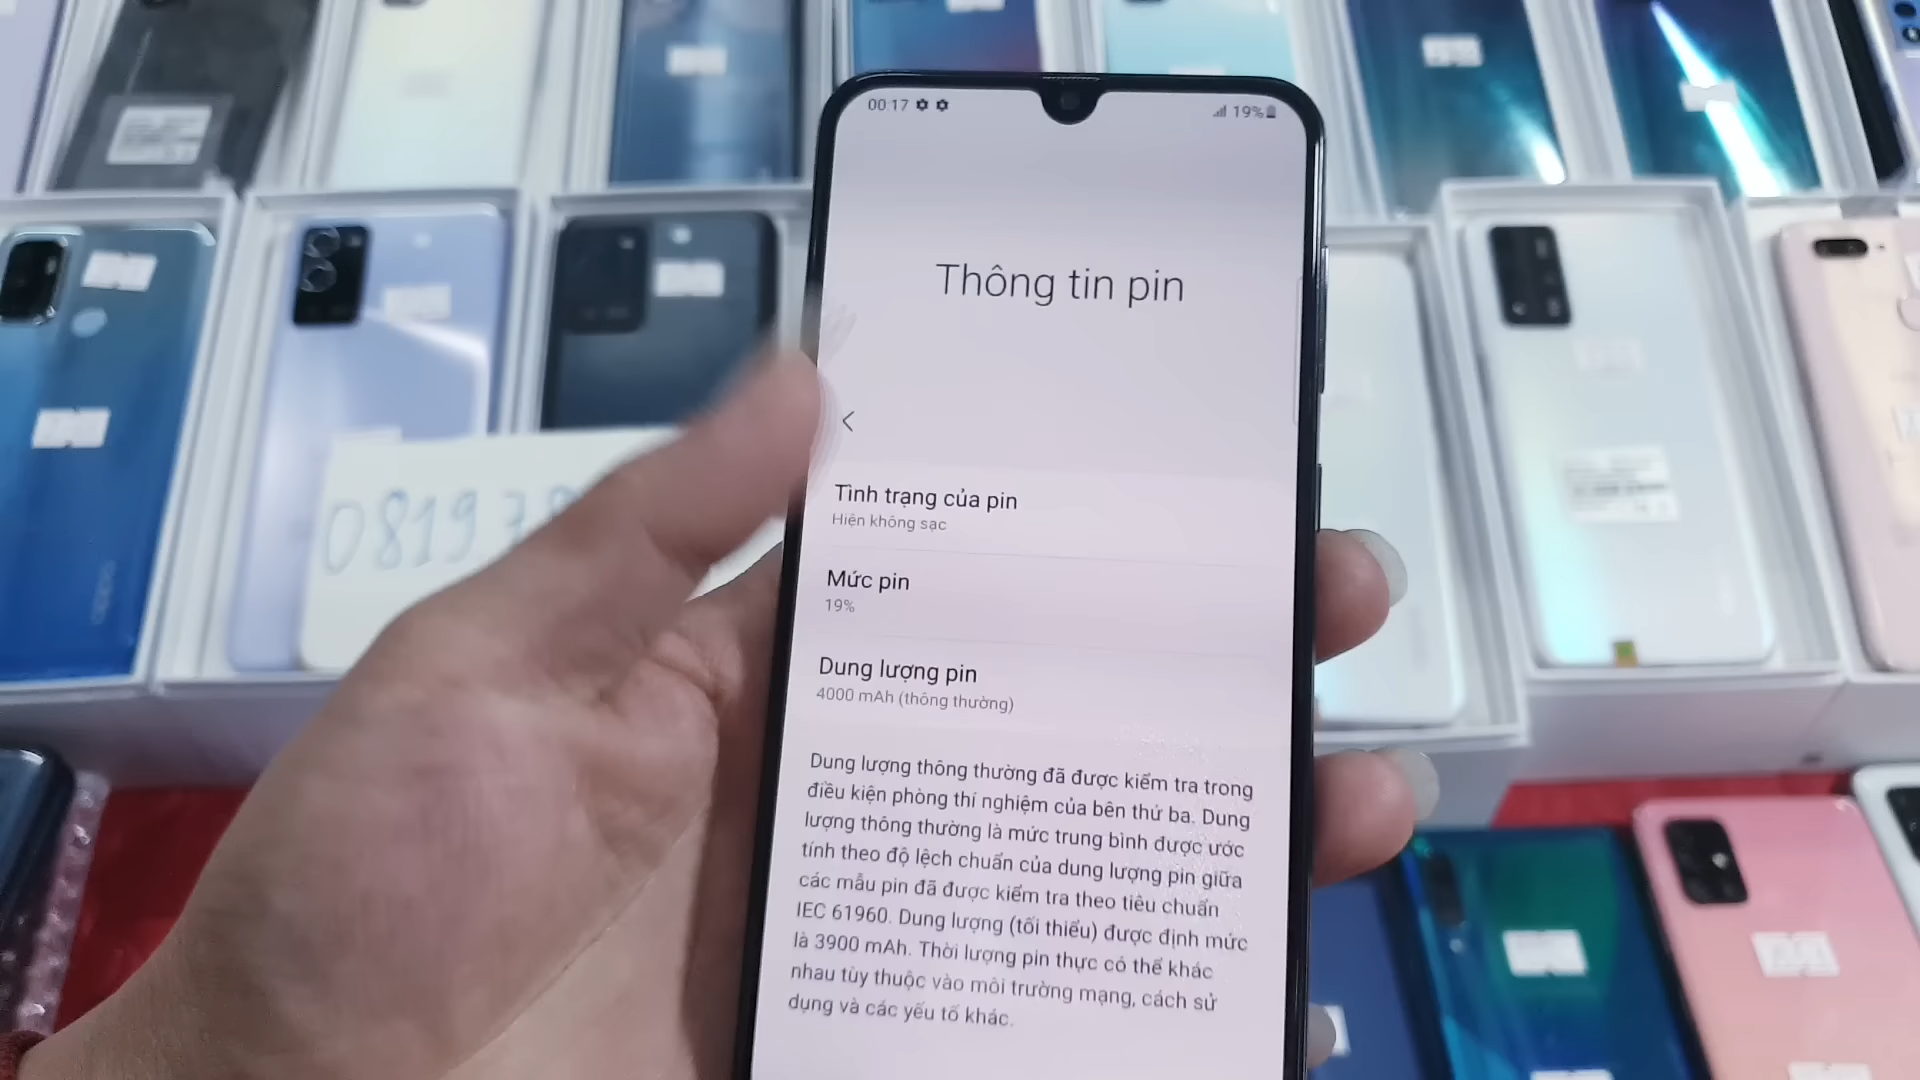 00:17
19%
Thông tin pin
Tình trạng của pin
Hiện không sạc
Mức pin
19%
Dung lượng pin
4000 mAh (thông thường)
Dung lượng thông thường đã được kiểm tra trong
điều kiện phòng thí nghiệm của bên thứ ba. Dung
lượng thông thường là mức trung bình được ước
tính theo độ lệch chuẩn của dung lượng pin giữa
các mẫu pin đã được kiểm tra theo tiêu chuẩn
IEC 61960. Dung lượng (tối thiểu) được định mức
là 3900 mAh. Thời lượng pin thực có thể khác
nhau tùy thuộc vào môi trường mạng, cách sử
dụng và các yếu tố khác.
0819 7
oppo